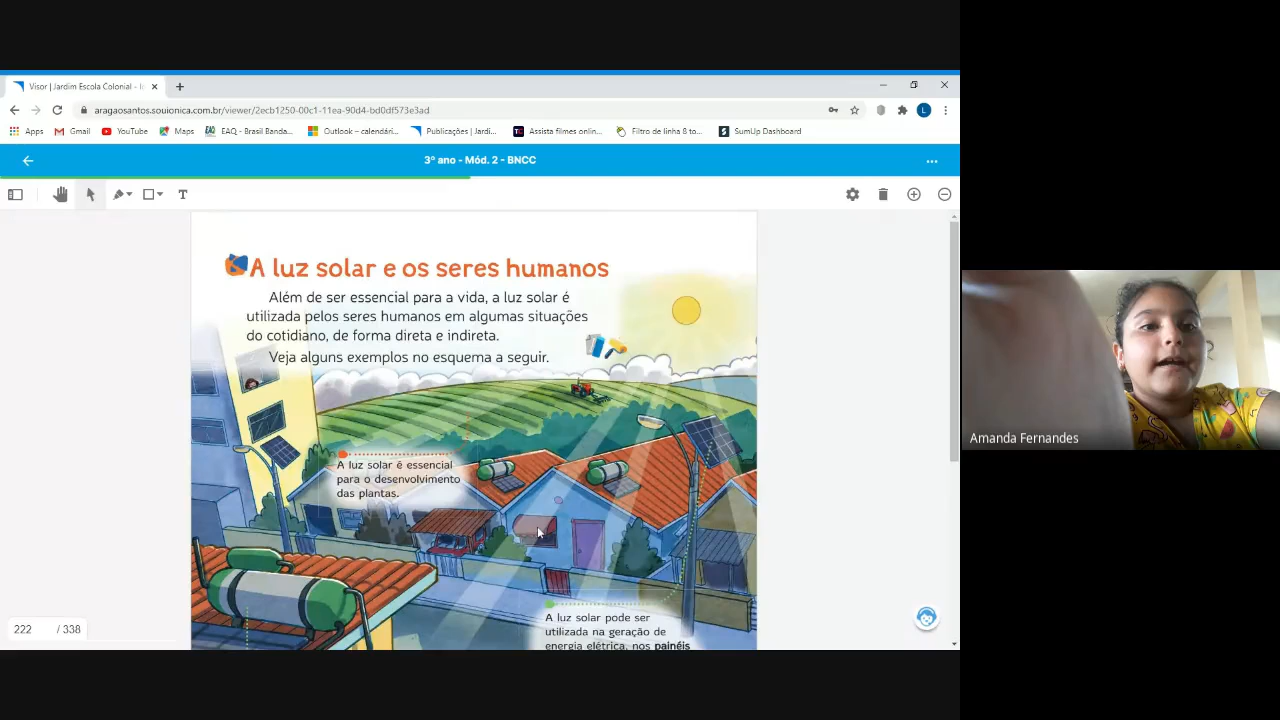 Visor | Jardim Escola Colonial - I
aragaosantos.souionica.com.br/viewer/2ecb1250-00c1-11ea-90d4-bd0df573e3ad
L
Apps
Gmail
YouTube
Maps
EAQ - Brasil Banda...
Outlook – calendári...
Publicações | Jardi...
Assista filmes onlin...
Filtro de linha 8 to...
SumUp Dashboard
3º ano - Mód. 2 - BNCC
T
A luz solar e os seres humanos
Além de ser essencial para a vida, a luz solar é
utilizada pelos seres humanos em algumas situações
do cotidiano, de forma direta e indireta.
Veja alguns exemplos no esquema a seguir.
A luz solar é essencial
para o desenvolvimento
das plantas.
A luz solar pode ser
utilizada na geração de
energia elétrica, nos painéis
222 / 338
Amanda Fernandes